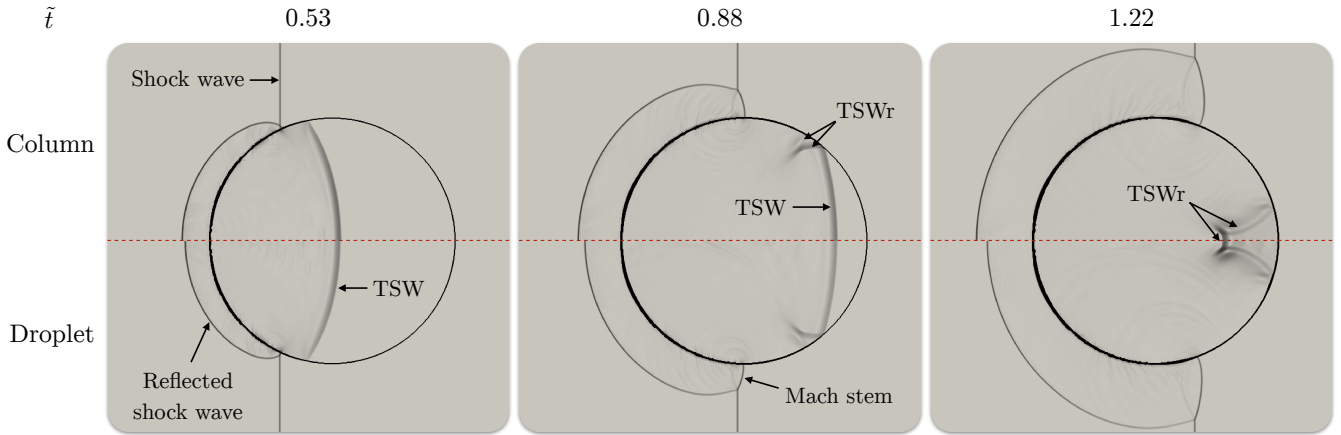 t̃ 0.53 0.88 1.22
Shock wave
TSWr
Column
TSWr
TSW
TSW
Droplet
Reflected
shock wave
Mach stem